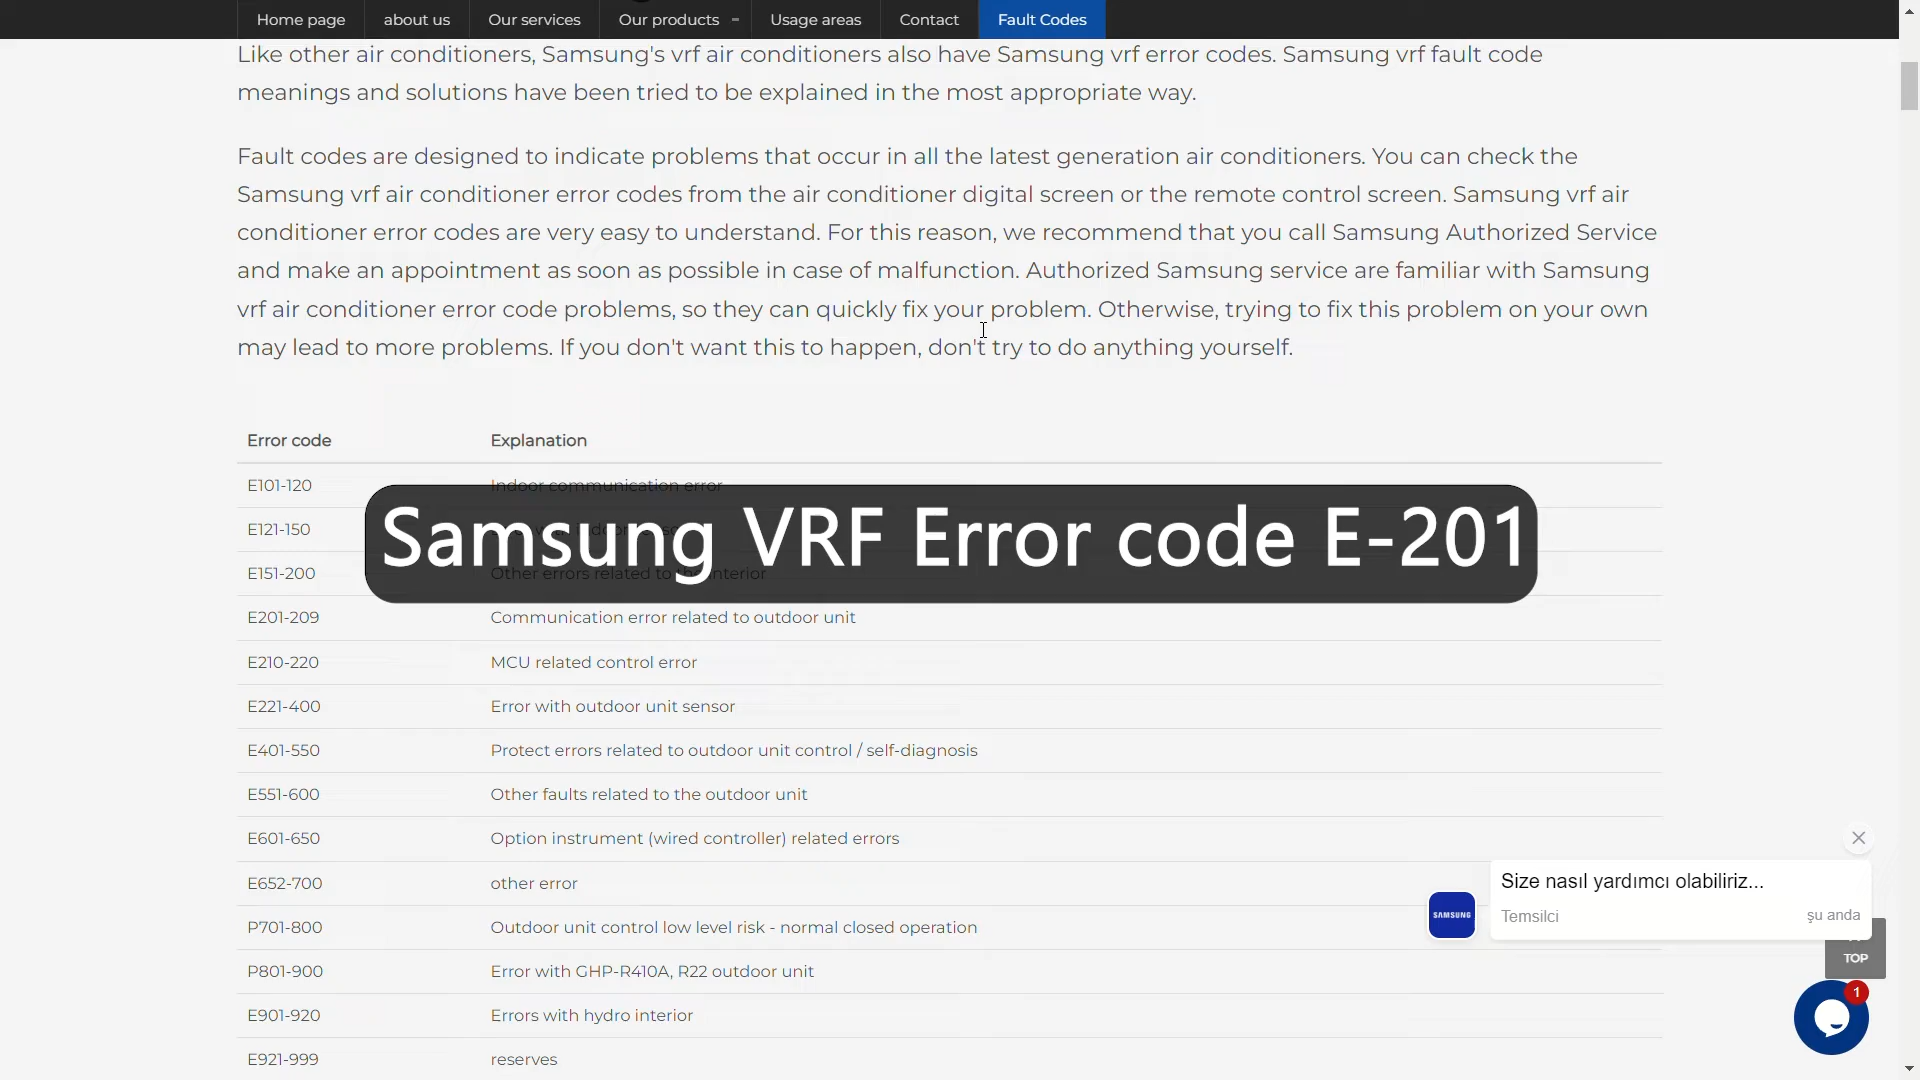 Home page
about us
Our services
Our products
Usage areas
Contact
Fault Codes
Like other air conditioners, Samsung's vrf air conditioners also have Samsung vrf error codes. Samsung vrf fault code
meanings and solutions have been tried to be explained in the most appropriate way.
Fault codes are designed to indicate problems that occur in all the latest generation air conditioners. You can check the
Samsung vrf air conditioner error codes from the air conditioner digital screen or the remote control screen. Samsung vrf air
conditioner error codes are very easy to understand. For this reason, we recommend that you call Samsung Authorized Service
and make an appointment as soon as possible in case of malfunction. Authorized Samsung service are familiar with Samsung
vrf air conditioner error code problems, so they can quickly fix your problem. Otherwise, trying to fix this problem on your own
may lead to more problems. If you don't want this to happen, don't try to do anything yourself.
Error code Explanation
E101-120 Indoor communication error
E121-150
Samsung VRF Error code E-201
E151-200 Other errors related to the interior
E201-209 Communication error related to outdoor unit
E210-220 MCU related control error
E221-400 Error with outdoor unit sensor
E401-550 Protect errors related to outdoor unit control / self-diagnosis
E551-600 Other faults related to the outdoor unit
E601-650 Option instrument (wired controller) related errors
E652-700 other error
P701-800 Outdoor unit control low level risk - normal closed operation
P801-900 Error with GHP-R410A, R22 outdoor unit
E901-920 Errors with hydro interior
E921-999 reserves
Size nasıl yardımcı olabiliriz...
SAMSUNG
Temsilci şu anda
TOP
1